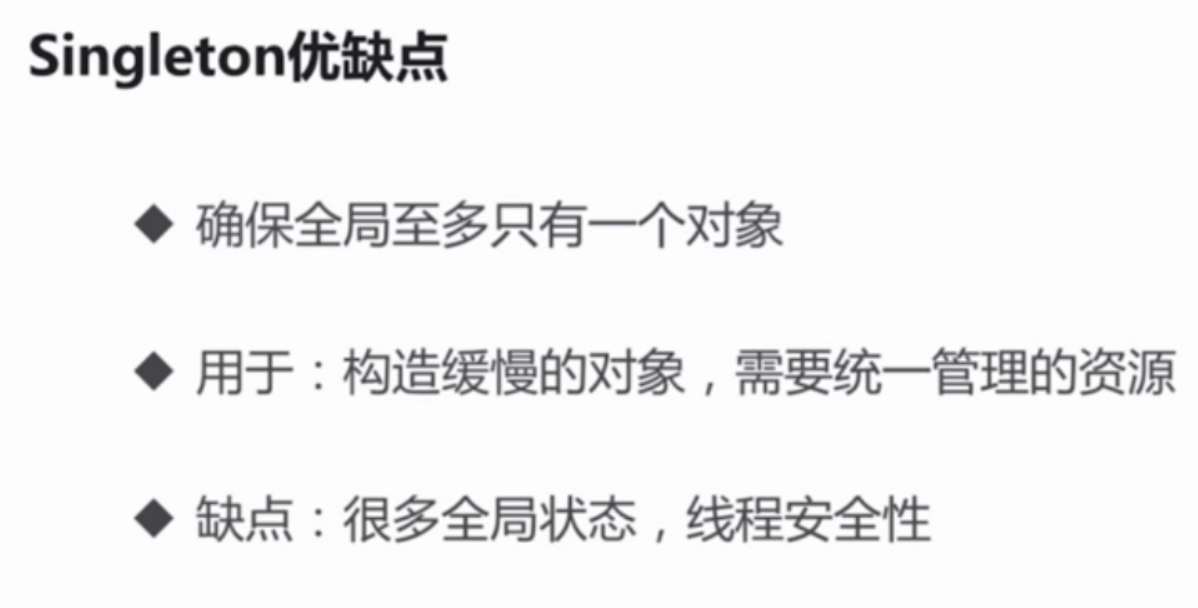 Singleton优缺点
◆ 确保全局至多只有一个对象
◆ 用于：构造缓慢的对象，需要统一管理的资源
◆ 缺点：很多全局状态，线程安全性